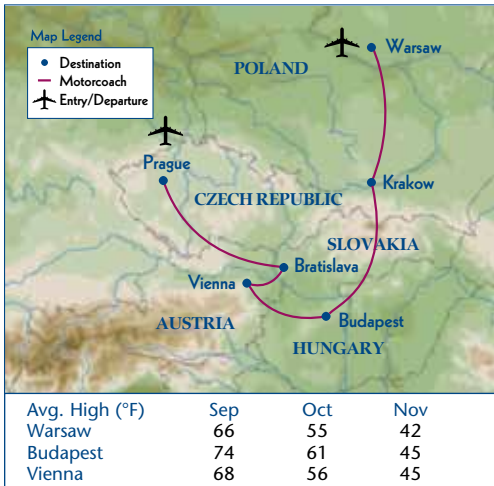 Map Legend
Destination
Motorcoach
Entry/Departure
Warsaw
POLAND
Prague
Krakow
CZECH REPUBLIC
SLOVAKIA
Bratislava
Vienna
Budapest
AUSTRIA
HUNGARY
Avg. High (°F) Sep Oct Nov
Warsaw 66 55 42
Budapest 74 61 45
Vienna 68 56 45